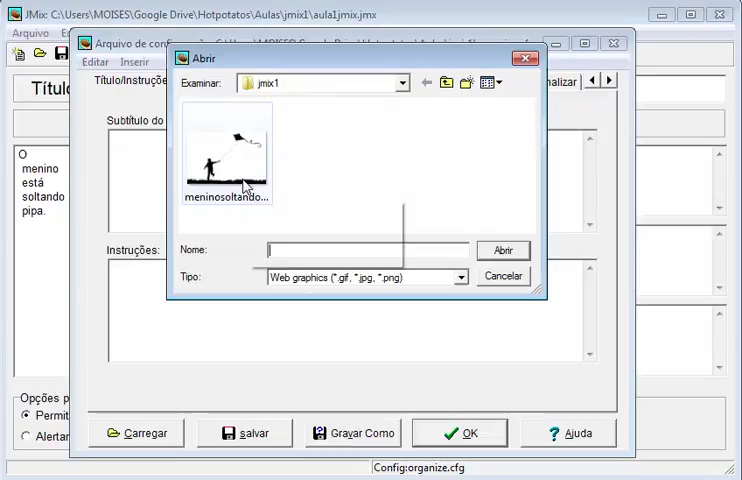 JMix: C:\Users\MOISES\Google Drive\Hotpotatos\Aulas\jmix1\aula1jmix.jmx
Arquivo
Título
O
menino
está
soltando
pipa.
Opções p
Permit
Alertar
Config:organize.cfg
Arquivo de
Editar Inserir
Título/Instruçõe
nalizar
Subtítulo do
Instruções:
Carregar
salvar
Gravar Como
OK
Ajuda
Abrir
Examinar:
jmix1
meninosoltando...
Nome:
Abrir
Tipo:
Web graphics (*.gif, *.jpg, *.png)
Cancelar